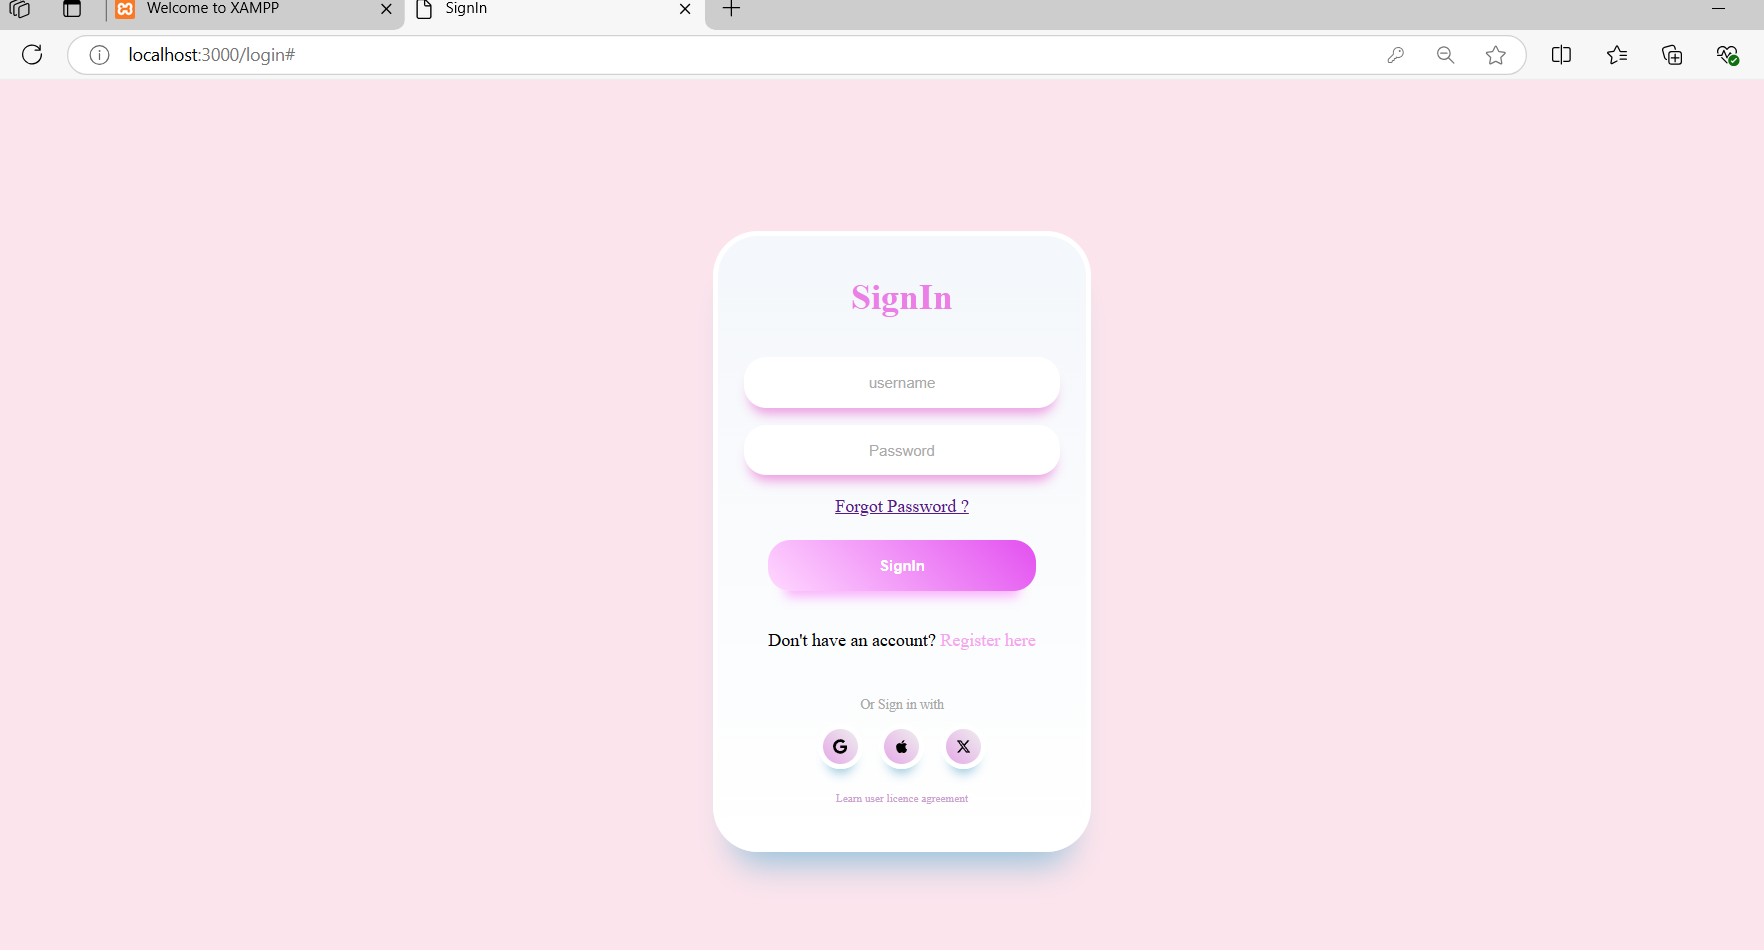 Welcome to XAMPP
SignIn
localhost:3000/login#
SignIn
username
Password
Forgot Password ?
SignIn
Don't have an account? Register here
Or Sign in with
Learn user licence agreement